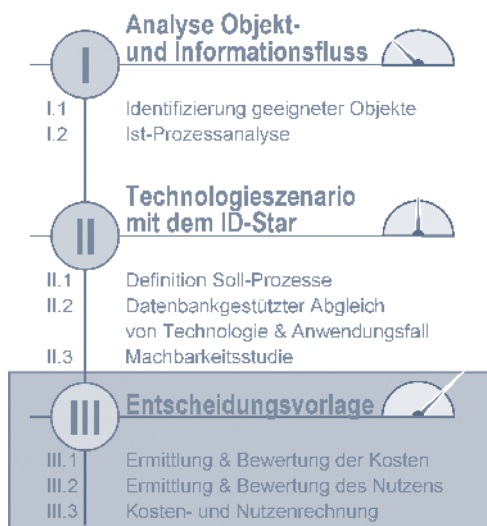 I
Analyse Objekt-
und Informationsfluss
I.1 Identifizierung geeigneter Objekte
I.2 Ist-Prozessanalyse
II
Technologieszenario
mit dem ID-Star
II.1 Definition Soll-Prozesse
II.2 Datenbankgestützter Abgleich
von Technologie & Anwendungsfall
II.3 Machbarkeitsstudie
III
Entscheidungsvorlage
III.1 Ermittlung & Bewertung der Kosten
III.2 Ermittlung & Bewertung des Nutzens
III.3 Kosten- und Nutzenrechnung